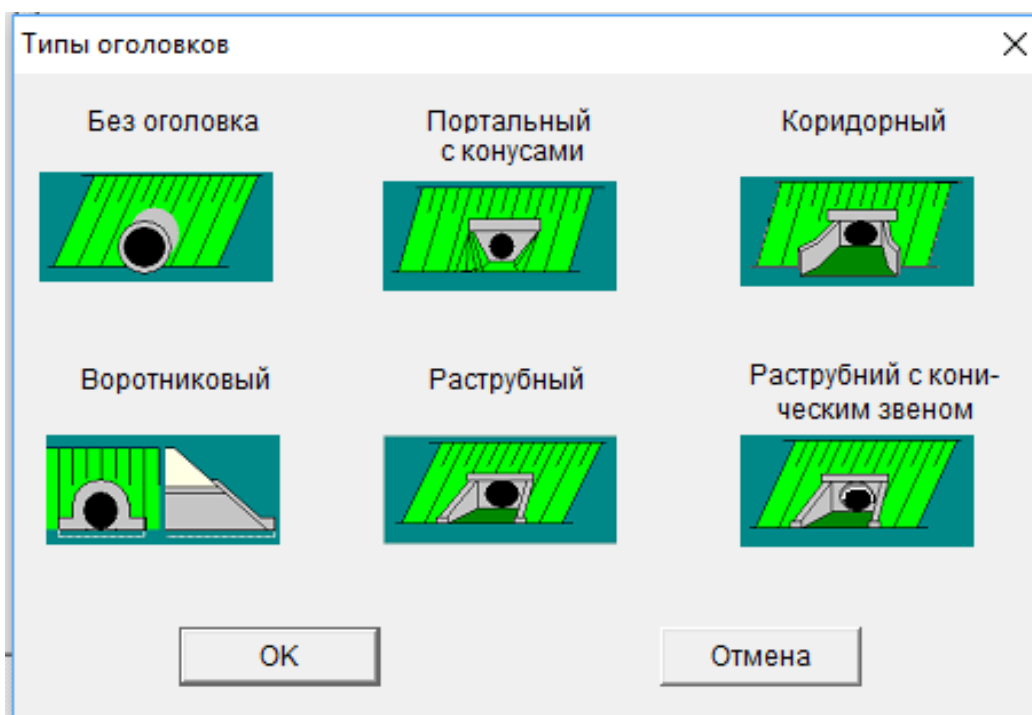 Типы оголовков
Без оголовка
Портальный
с конусами
Коридорный
Воротниковый
Раструбный
Раструбний с кони-
ческим звеном
OK
Отмена